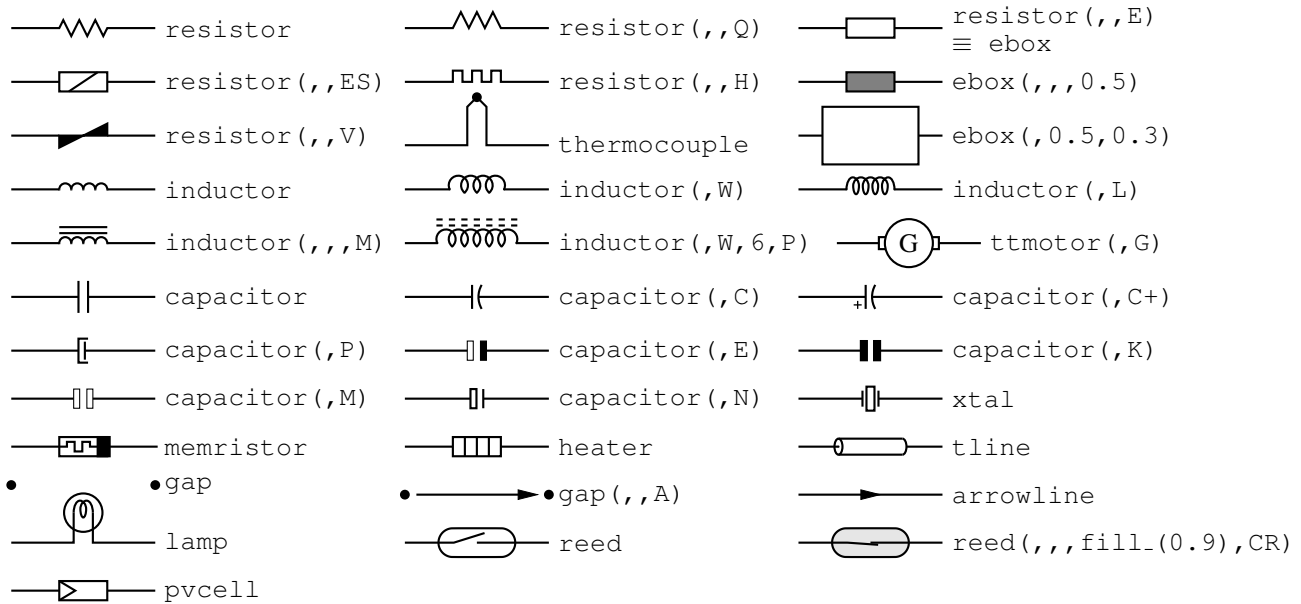 resistor
resistor(,,Q)
resistor(,,E)
≡ ebox
resistor(,,ES)
resistor(,,H)
ebox(,,,0.5)
resistor(,,V)
thermocouple
ebox(,0.5,0.3)
inductor
inductor(,W)
inductor(,L)
inductor(,,,M)
inductor(,W,6,P)
G
ttmotor(,G)
capacitor
capacitor(,C)
+
capacitor(,C+)
capacitor(,P)
capacitor(,E)
capacitor(,K)
capacitor(,M)
capacitor(,N)
xtal
memristor
heater
tline
gap
gap(,,A)
arrowline
lamp
reed
reed(,,,fill_(0.9),CR)
pvcell